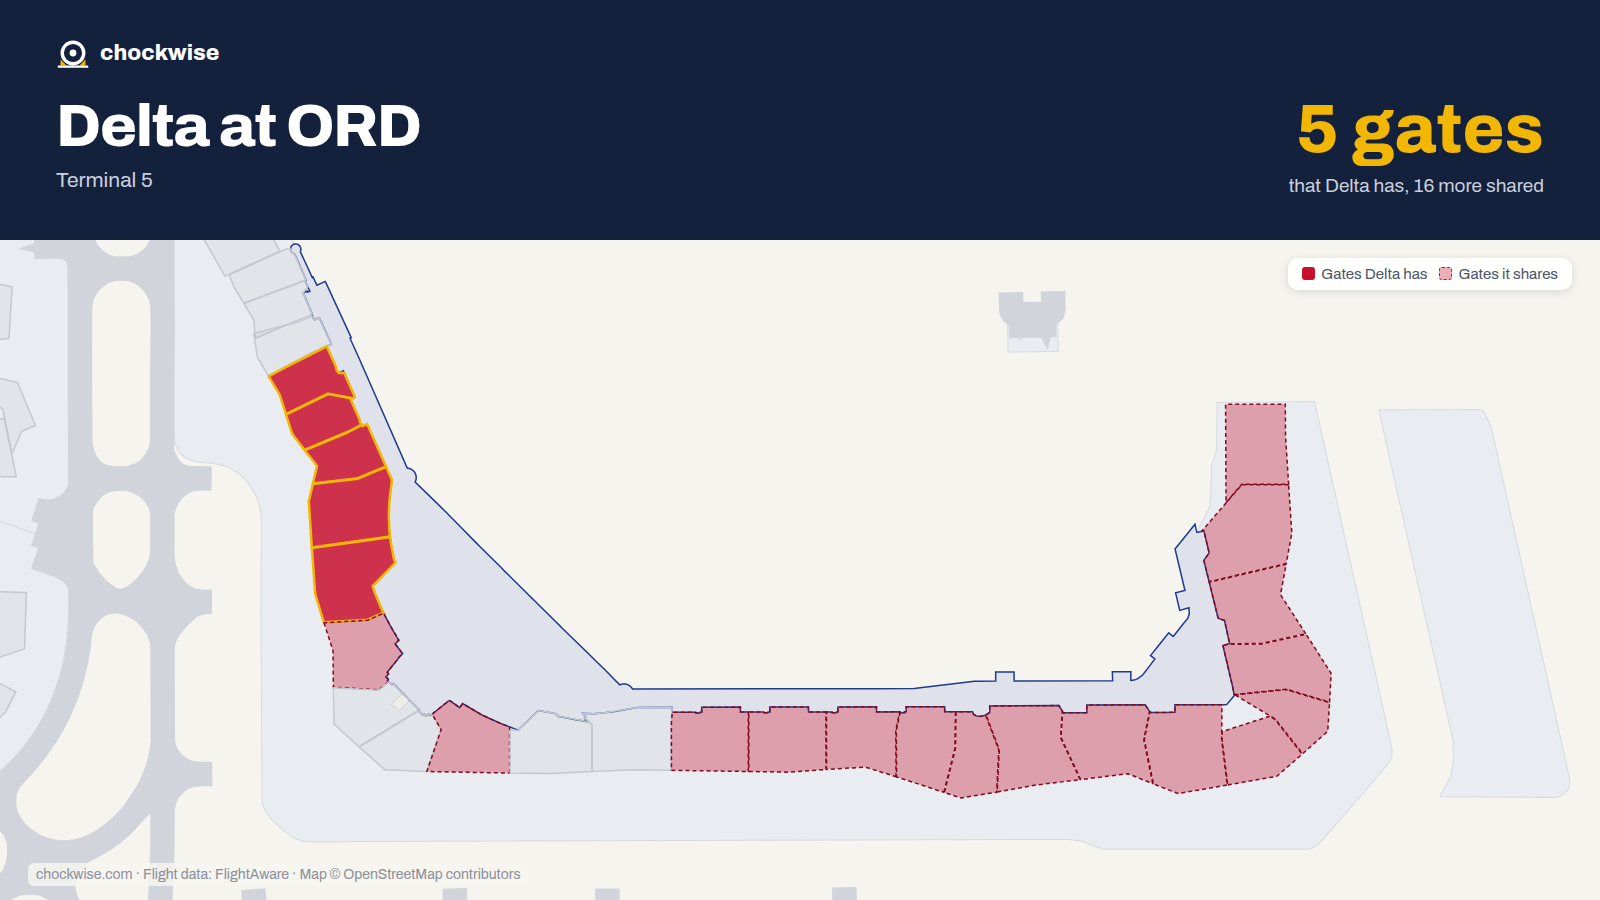 chockwise
Delta at ORD
Terminal 5
5 gates
that Delta has, 16 more shared
Gates Delta has
Gates it shares
chockwise.com · Flight data: FlightAware · Map © OpenStreetMap contributors